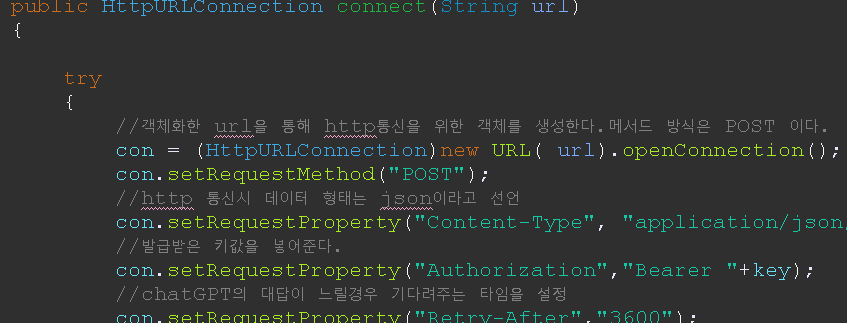 public HttpURLConnection connect(String url)
{
try
{
//객체화한 url을 통해 http통신을 위한 객체를 생성한다.메서드 방식은 POST 이다.
con = (HttpURLConnection)new URL( url).openConnection();
con.setRequestMethod("POST");
//http 통신시 데이터 형태는 json이라고 선언
con.setRequestProperty("Content-Type", "application/json,
//발급받은 키값을 넣어준다.
con.setRequestProperty("Authorization","Bearer "+key);
//chatGPT의 대답이 느릴경우 기다려주는 타임을 설정
con.setRequestProperty("Retry-After","3600");